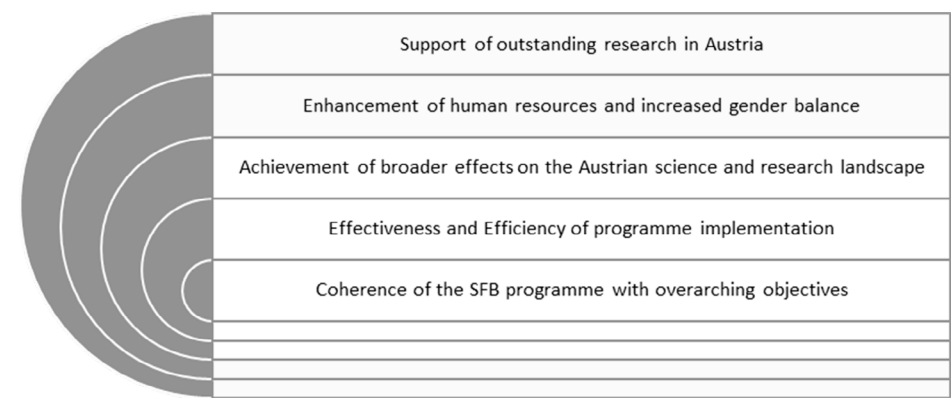 Support of outstanding research in Austria
Enhancement of human resources and increased gender balance
Achievement of broader effects on the Austrian science and research landscape
Effectiveness and Efficiency of programme implementation
Coherence of the SFB programme with overarching objectives